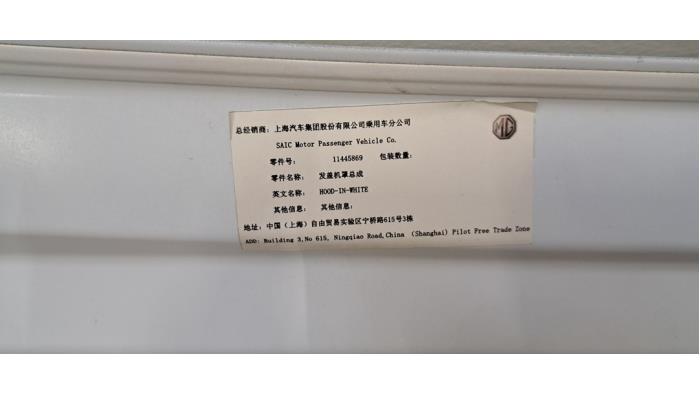 总经销商：上海汽车集团股份有限公司乘用车分公司
SAIC Motor Passenger Vehicle Co.
MG
零件号： 11445869 包装数量：
零件名称： 发盖机罩总成
英文名称： HOOD-IN-WHITE
其他信息： 其他信息：
地址：中国（上海）自由贸易实验区宁桥路615号3栋
ADD: Building 3,No 615, Ningqiao Road,China （Shanghai) Pilot Free Trade Zone